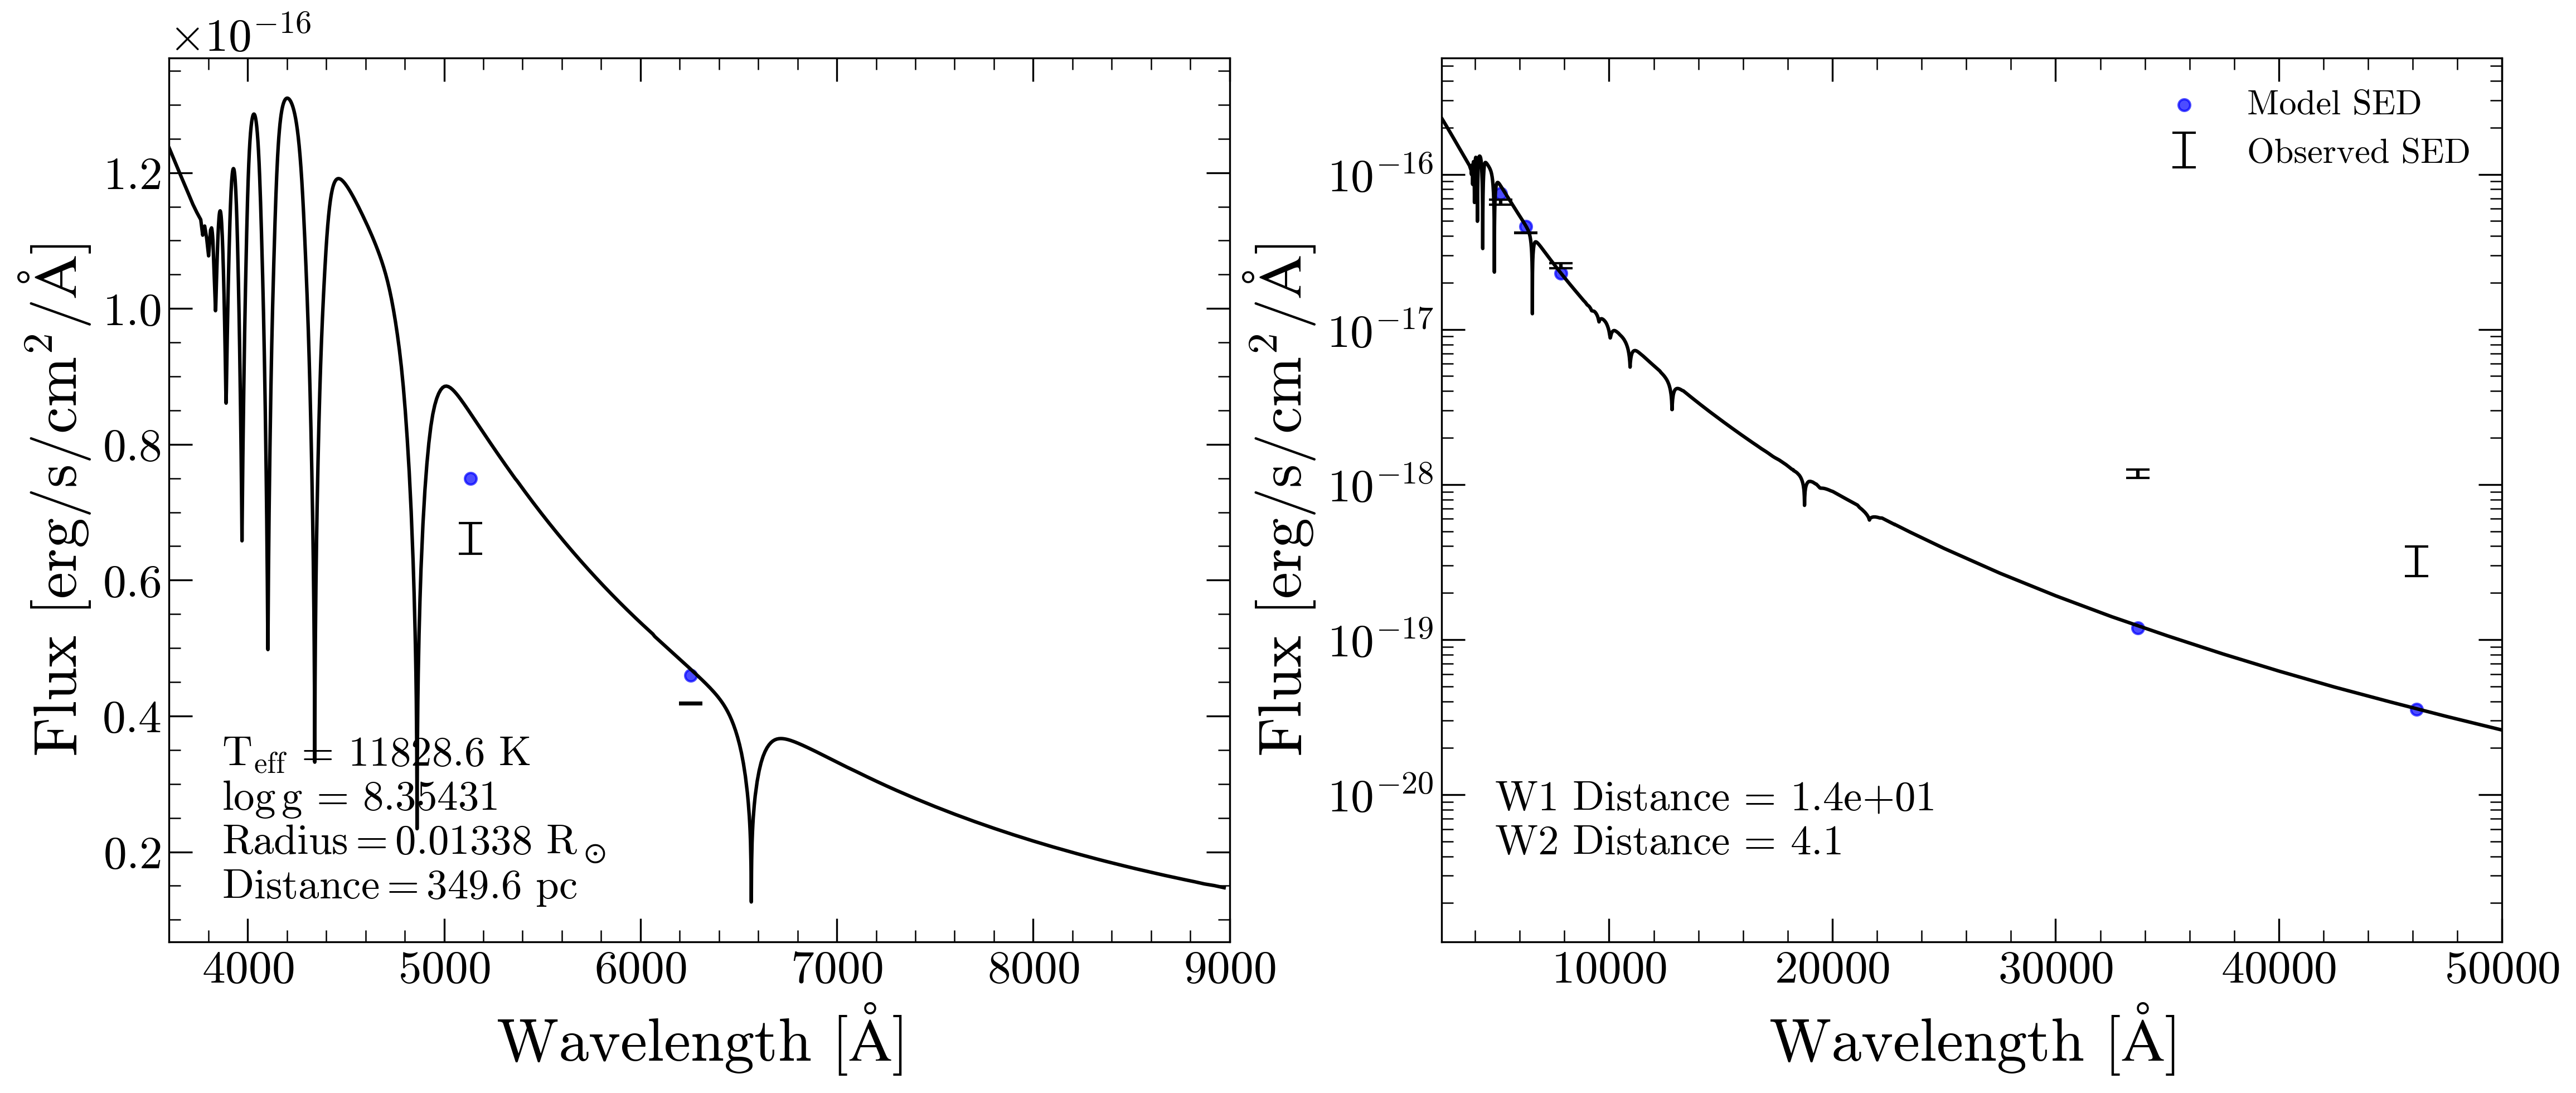 ×10⁻¹⁶
1.2
1.0
0.8
0.6
0.4
0.2
Flux [erg/s/cm²/Å]
T_eff = 11828.6 K
log g = 8.35431
Radius = 0.01338 R_⊙
Distance = 349.6 pc
4000 5000 6000 7000 8000 9000
Wavelength [Å]
Model SED
Observed SED
10⁻¹⁶
10⁻¹⁷
10⁻¹⁸
10⁻¹⁹
10⁻²⁰
Flux [erg/s/cm²/Å]
W1 Distance = 1.4e+01
W2 Distance = 4.1
10000 20000 30000 40000 50000
Wavelength [Å]